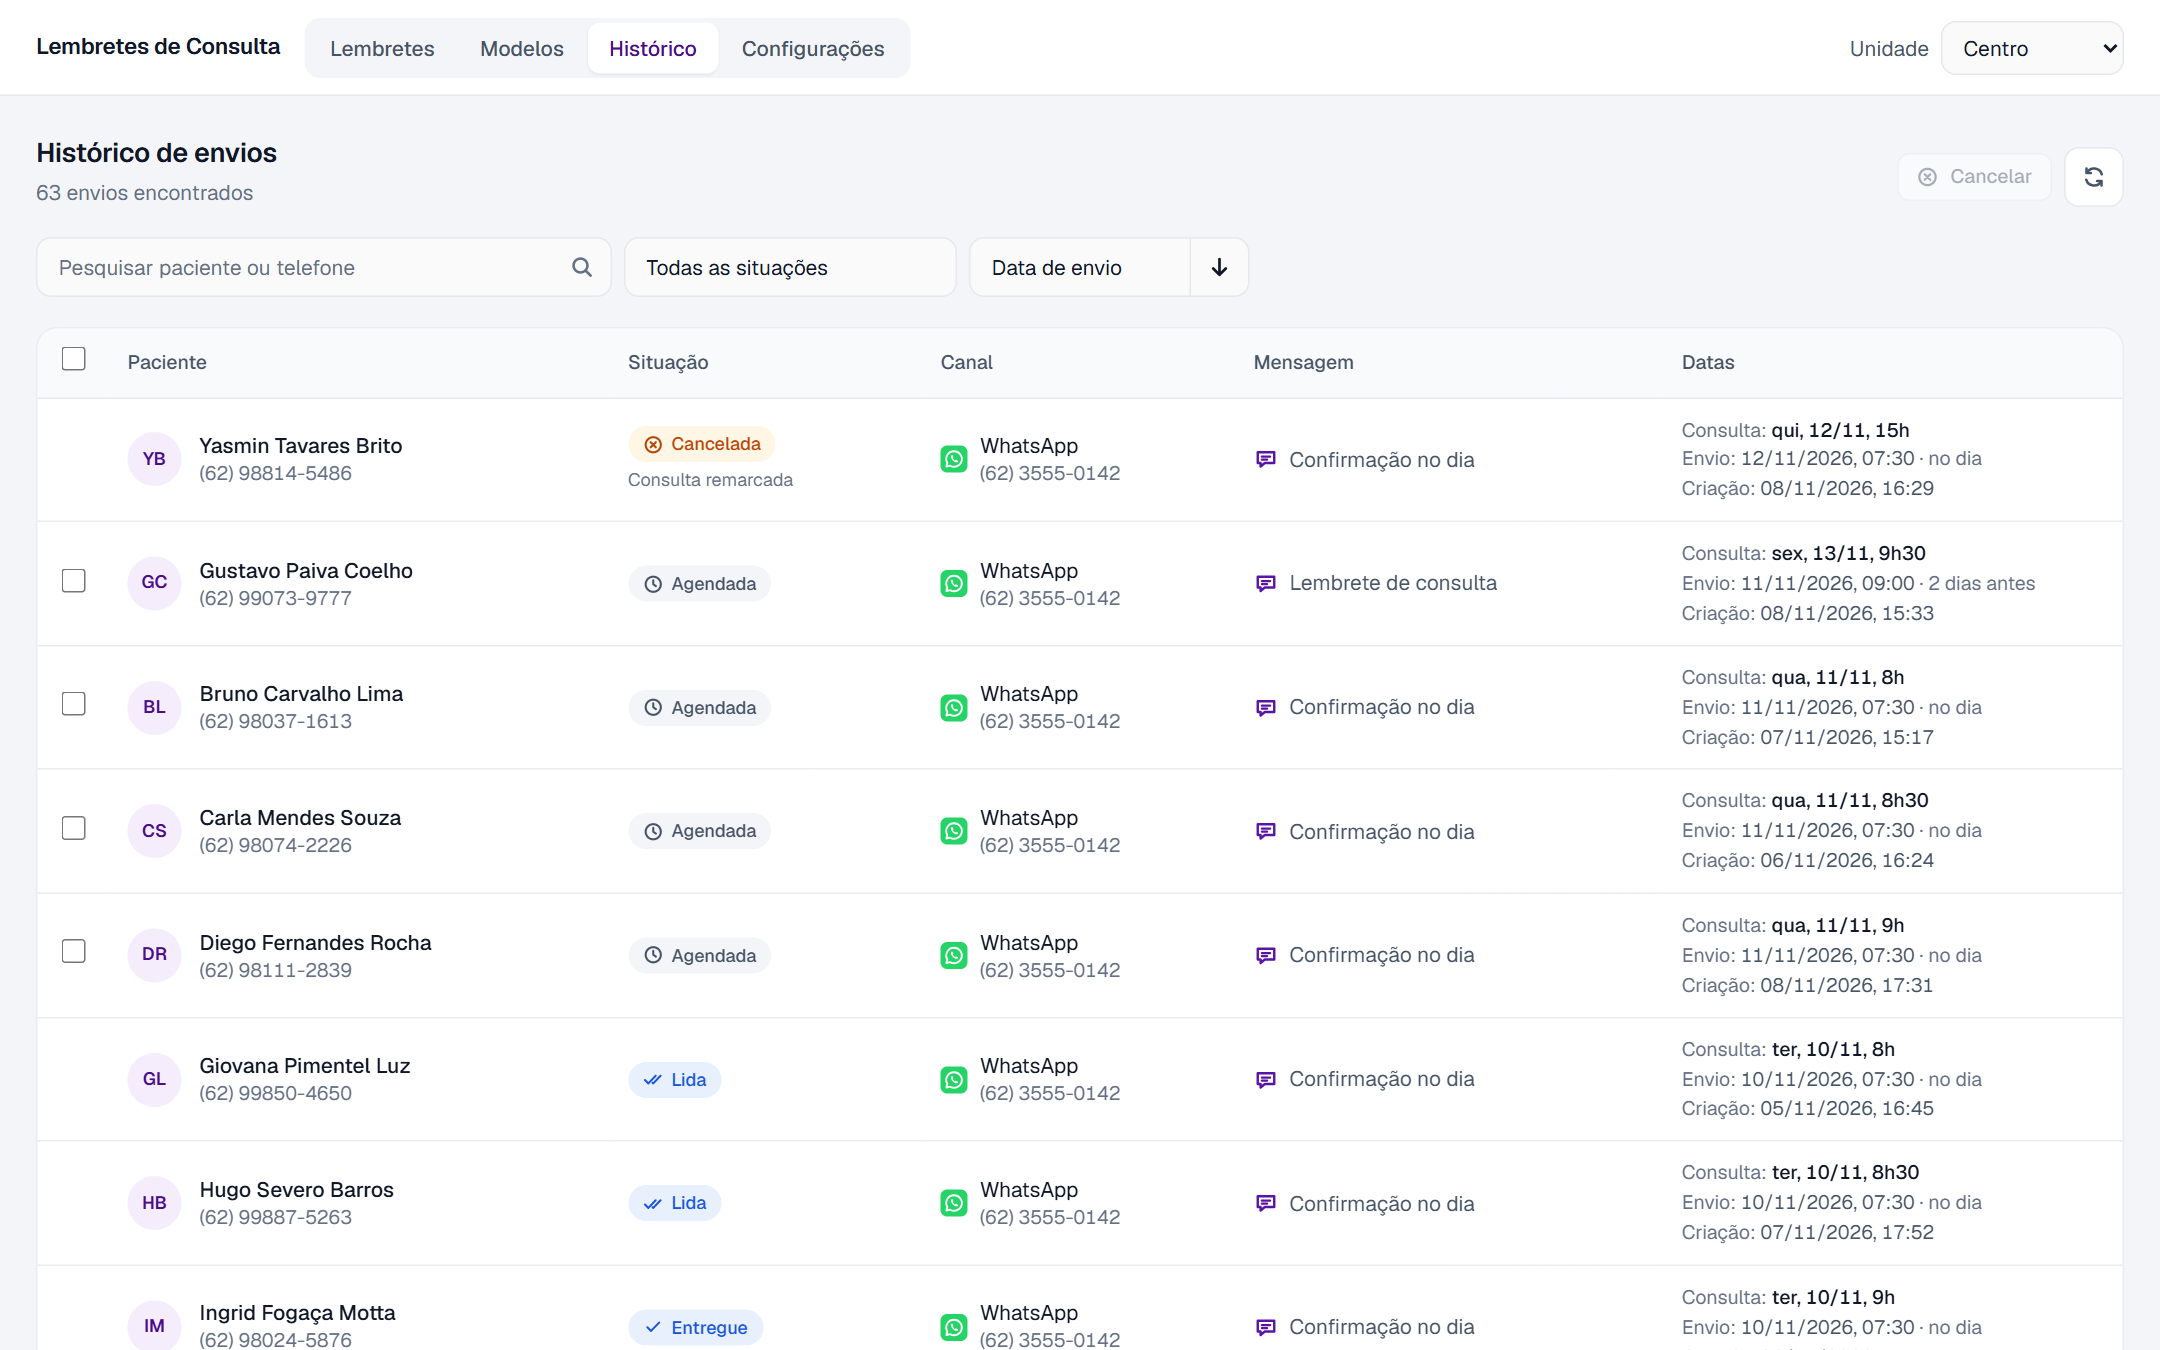 Lembretes de Consulta
Lembretes
Modelos
Histórico
Configurações
Unidade
Centro
Histórico de envios
63 envios encontrados
Cancelar
Pesquisar paciente ou telefone
Todas as situações
Data de envio
Paciente
Situação
Canal
Mensagem
Datas
YB
Yasmin Tavares Brito
(62) 98814-5486
Cancelada
Consulta remarcada
WhatsApp
(62) 3555-0142
Confirmação no dia
Consulta: qui, 12/11, 15h
Envio: 12/11/2026, 07:30 · no dia
Criação: 08/11/2026, 16:29
GC
Gustavo Paiva Coelho
(62) 99073-9777
Agendada
WhatsApp
(62) 3555-0142
Lembrete de consulta
Consulta: sex, 13/11, 9h30
Envio: 11/11/2026, 09:00 · 2 dias antes
Criação: 08/11/2026, 15:33
BL
Bruno Carvalho Lima
(62) 98037-1613
Agendada
WhatsApp
(62) 3555-0142
Confirmação no dia
Consulta: qua, 11/11, 8h
Envio: 11/11/2026, 07:30 · no dia
Criação: 07/11/2026, 15:17
CS
Carla Mendes Souza
(62) 98074-2226
Agendada
WhatsApp
(62) 3555-0142
Confirmação no dia
Consulta: qua, 11/11, 8h30
Envio: 11/11/2026, 07:30 · no dia
Criação: 06/11/2026, 16:24
DR
Diego Fernandes Rocha
(62) 98111-2839
Agendada
WhatsApp
(62) 3555-0142
Confirmação no dia
Consulta: qua, 11/11, 9h
Envio: 11/11/2026, 07:30 · no dia
Criação: 08/11/2026, 17:31
GL
Giovana Pimentel Luz
(62) 99850-4650
Lida
WhatsApp
(62) 3555-0142
Confirmação no dia
Consulta: ter, 10/11, 8h
Envio: 10/11/2026, 07:30 · no dia
Criação: 05/11/2026, 16:45
HB
Hugo Severo Barros
(62) 99887-5263
Lida
WhatsApp
(62) 3555-0142
Confirmação no dia
Consulta: ter, 10/11, 8h30
Envio: 10/11/2026, 07:30 · no dia
Criação: 07/11/2026, 17:52
IM
Ingrid Fogaça Motta
(62) 98024-5876
Entregue
WhatsApp
(62) 3555-0142
Confirmação no dia
Consulta: ter, 10/11, 9h
Envio: 10/11/2026, 07:30 · no dia